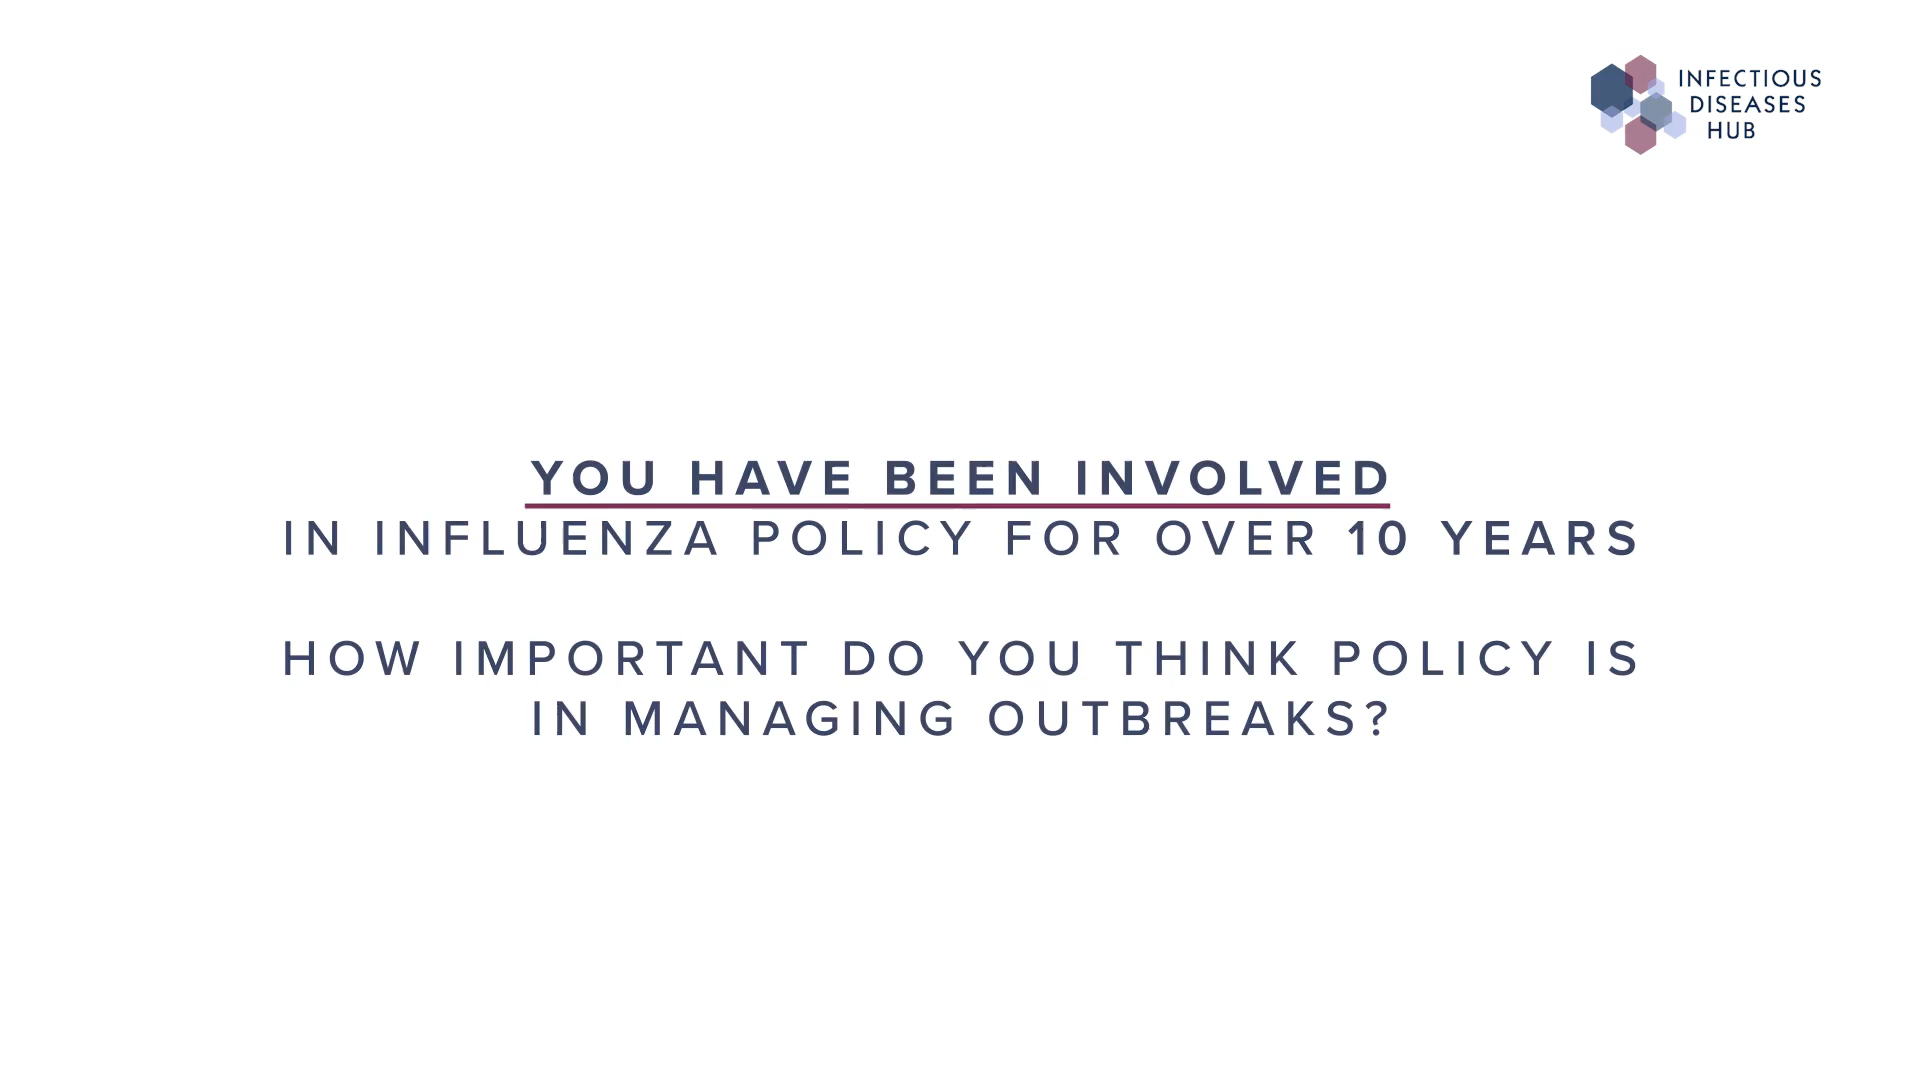 INFECTIOUS
DISEASES
HUB
YOU HAVE BEEN INVOLVED
IN INFLUENZA POLICY FOR OVER 10 YEARS
HOW IMPORTANT DO YOU THINK POLICY IS
IN MANAGING OUTBREAKS?